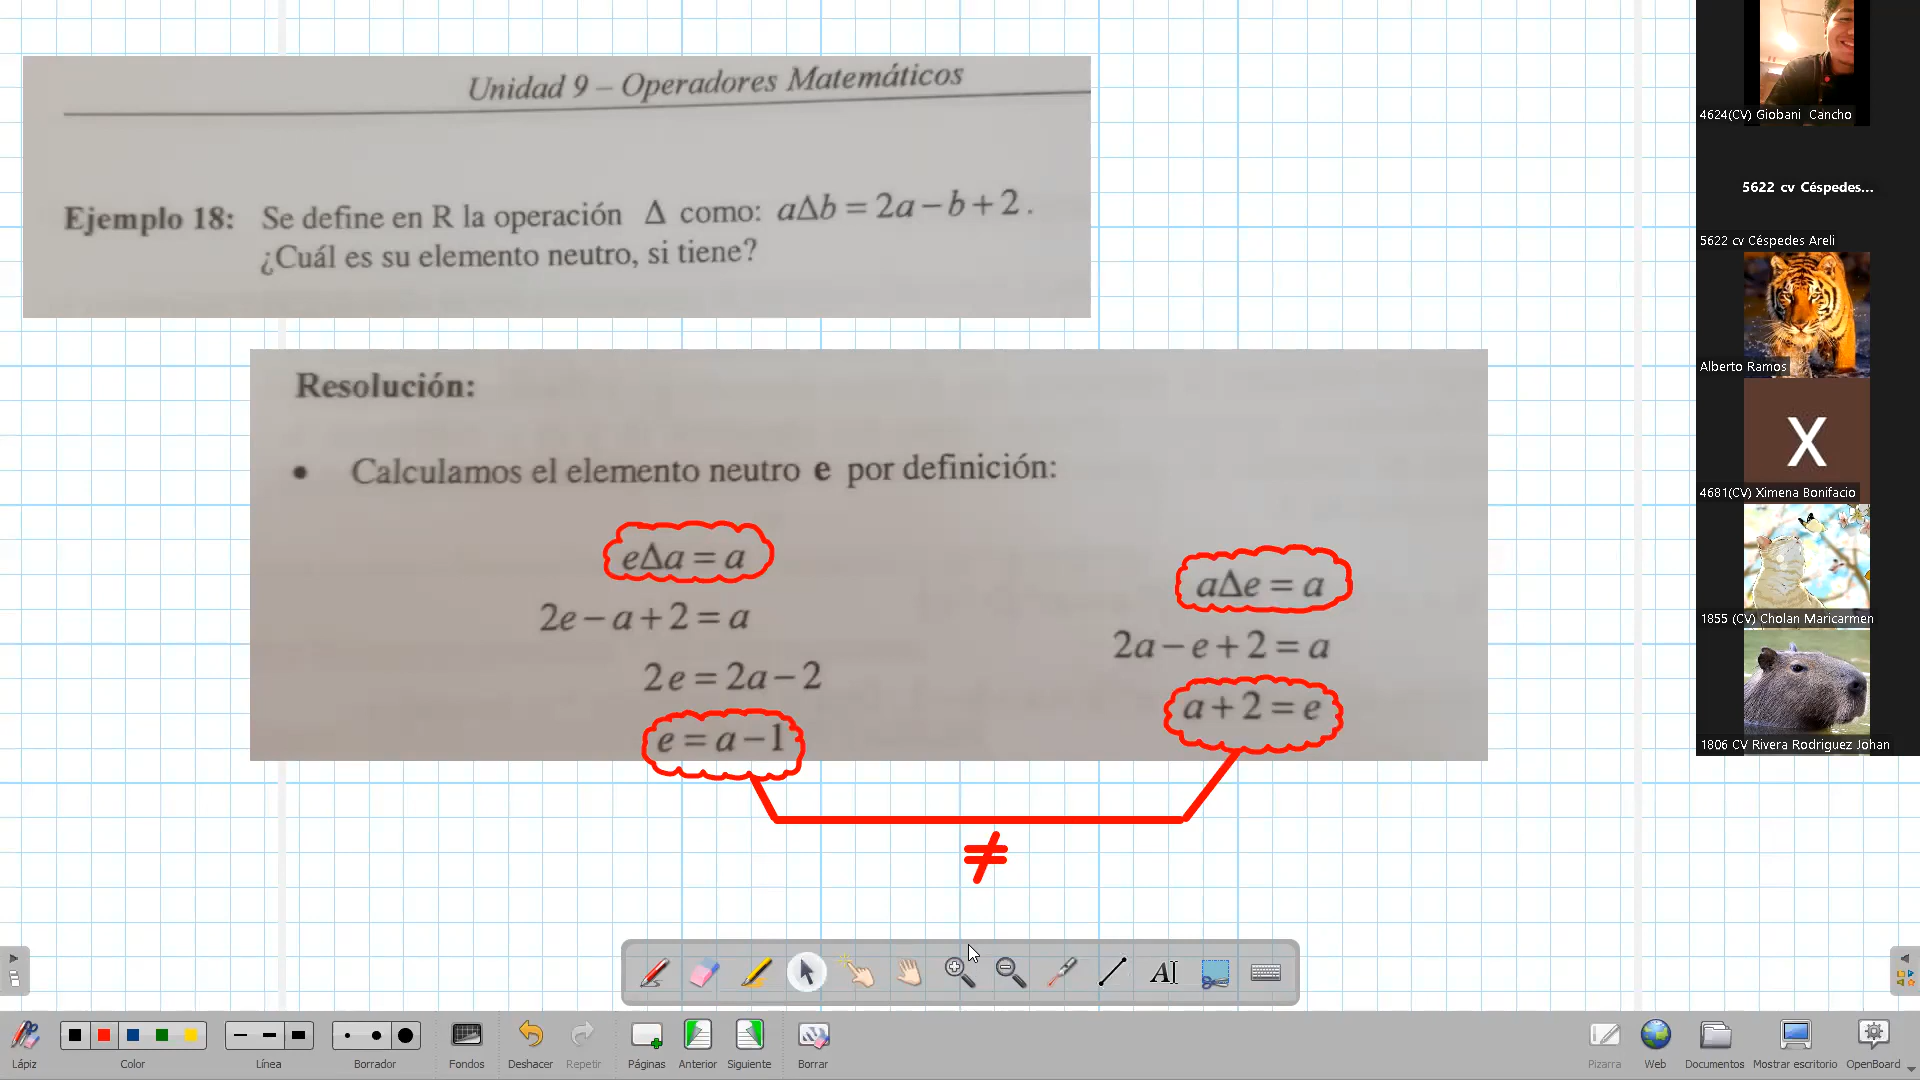 Unidad 9 – Operadores Matemáticos
Ejemplo 18: Se define en R la operación Δ como: aΔb = 2a − b + 2.
¿Cuál es su elemento neutro, si tiene?
Resolución:
• Calculamos el elemento neutro e por definición:
eΔa = a
2e − a + 2 = a
2e = 2a − 2
e = a − 1
aΔe = a
2a − e + 2 = a
a + 2 = e
≠
4624(CV) Giobani Cancho
5622 cv Céspedes...
5622 cv Céspedes Areli
Alberto Ramos
X
4681(CV) Ximena Bonifacio
1855 (CV) Cholan Maricarmen
1806 CV Rivera Rodriguez Johan
AI
Lápiz
Color
Línea
Borrador
Fondos
Deshacer
Repetir
Páginas
Anterior
Siguiente
Borrar
Pizarra
Web
Documentos
Mostrar escritorio
OpenBoard